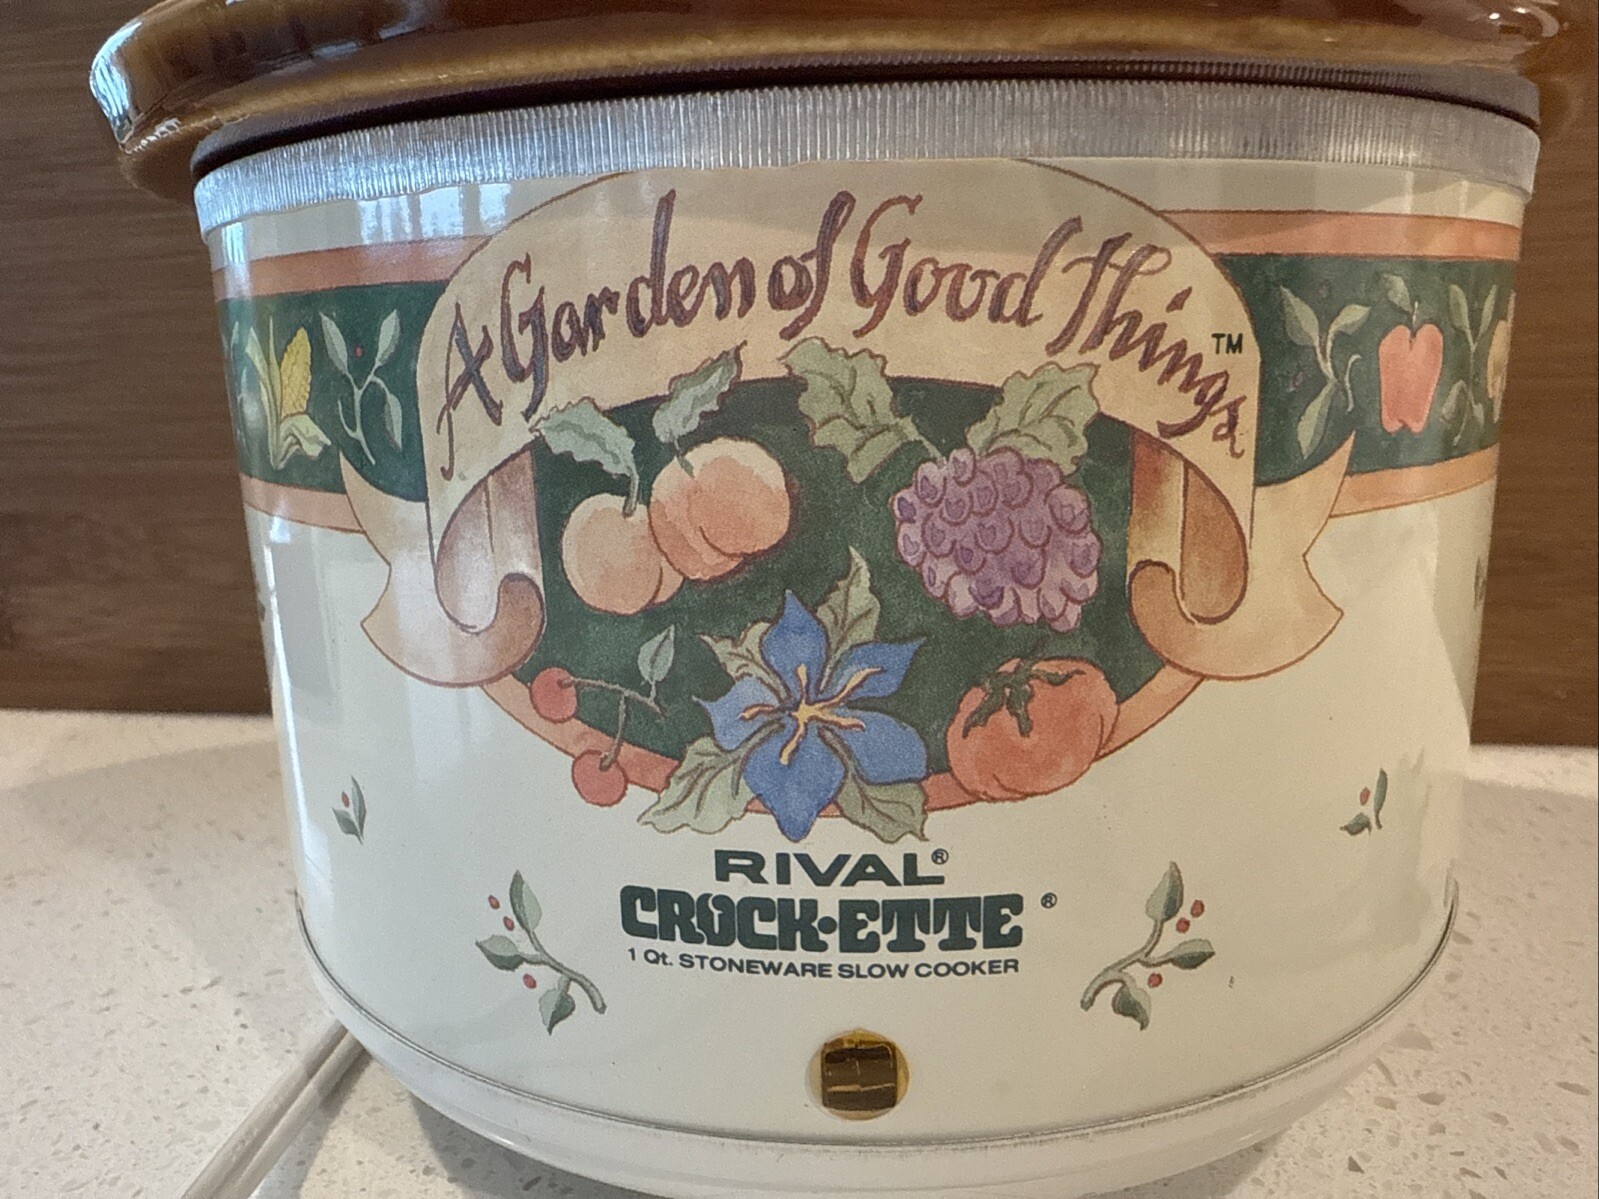 A Garden of Good Things™
RIVAL®
CROCK·ETTE®
1 Qt. STONEWARE SLOW COOKER